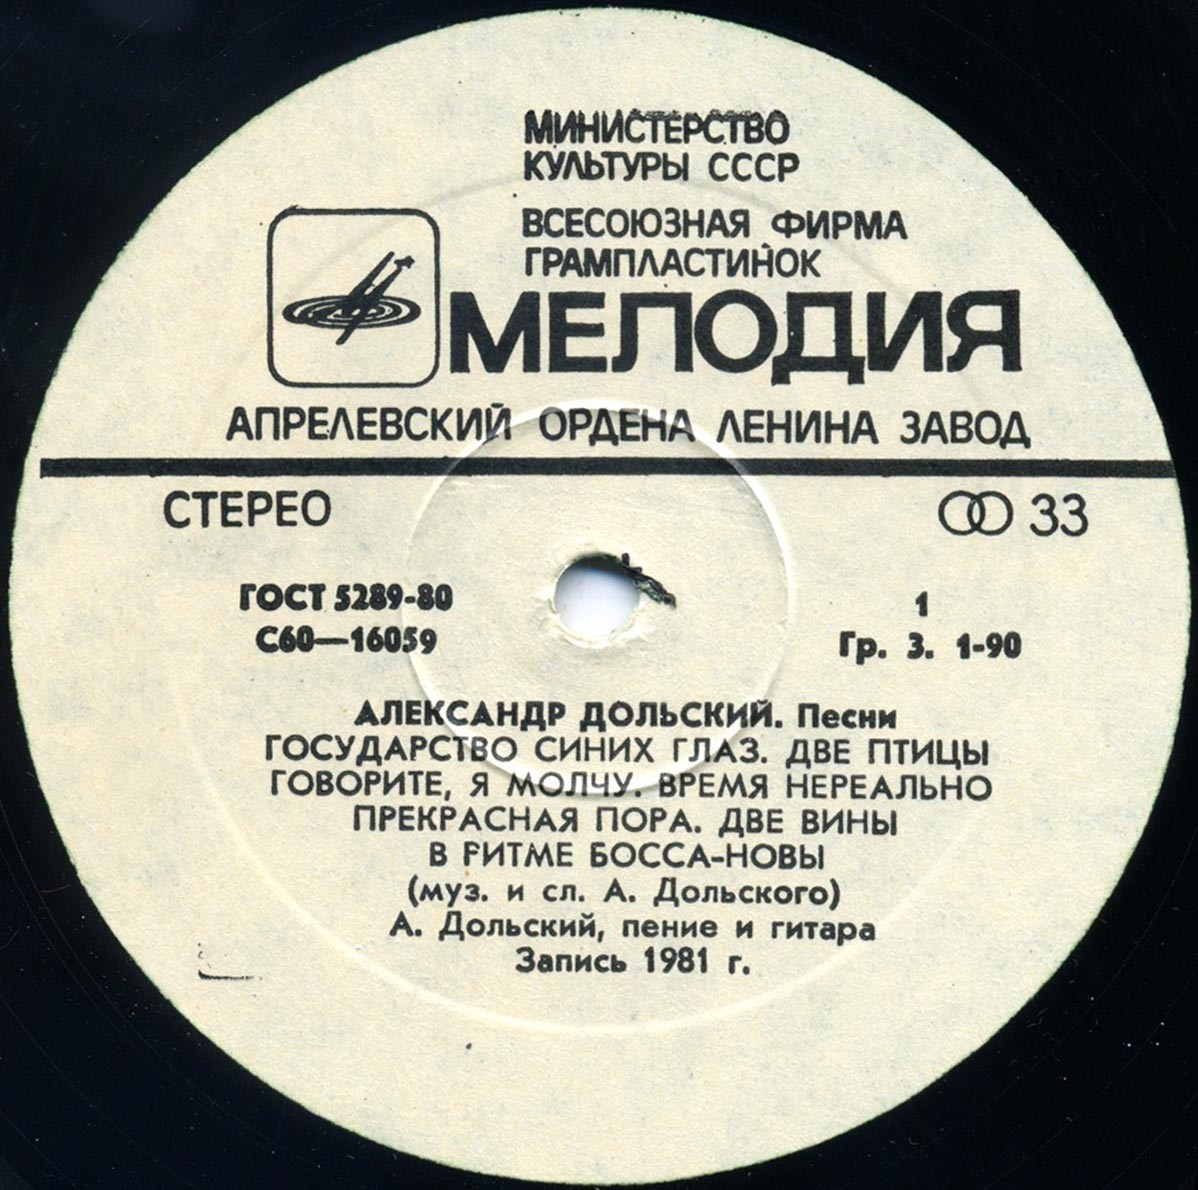 МИНИСТЕРСТВО
КУЛЬТУРЫ СССР
ВСЕСОЮЗНАЯ ФИРМА
ГРАМПЛАСТИНОК
МЕЛОДИЯ
АПРЕЛЕВСКИЙ ОРДЕНА ЛЕНИНА ЗАВОД
СТЕРЕО 33
ГОСТ 5289-80 1
С60—16059 Гр. 3. 1-90
АЛЕКСАНДР ДОЛЬСКИЙ. Песни
ГОСУДАРСТВО СИНИХ ГЛАЗ. ДВЕ ПТИЦЫ
ГОВОРИТЕ, Я МОЛЧУ. ВРЕМЯ НЕРЕАЛЬНО
ПРЕКРАСНАЯ ПОРА. ДВЕ ВИНЫ
В РИТМЕ БОССА-НОВЫ
(муз. и сл. А. Дольского)
А. Дольский, пение и гитара
Запись 1981 г.